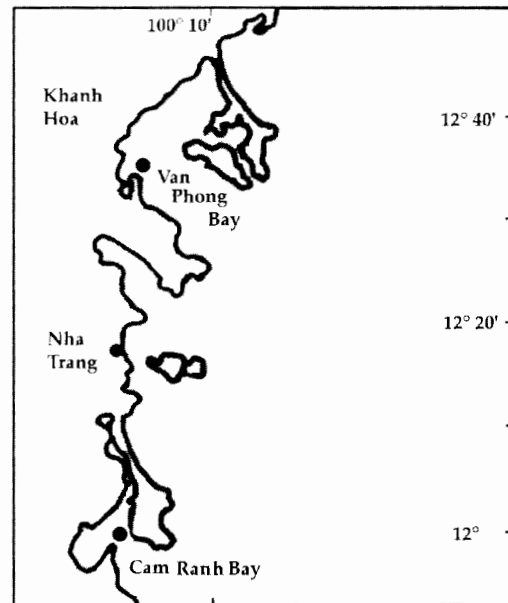 100° 10'
Khanh
Hoa
12° 40'
Van
Phong
Bay
12° 20'
Nha
Trang
12°
Cam Ranh Bay